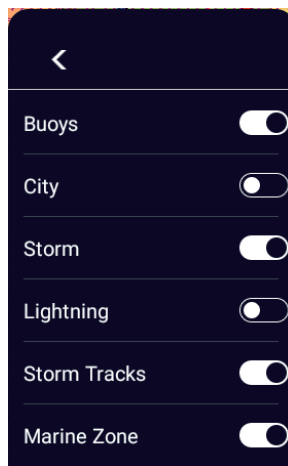 Buoys
City
Storm
Lightning
Storm Tracks
Marine Zone